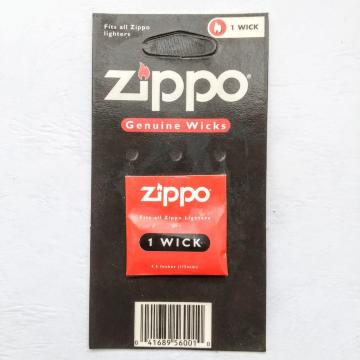 Fits all Zippo
lighters
1 WICK
zippo®
Genuine Wicks
zippo
Fits all Zippo Lighters
1 WICK
0 41689 56001 0